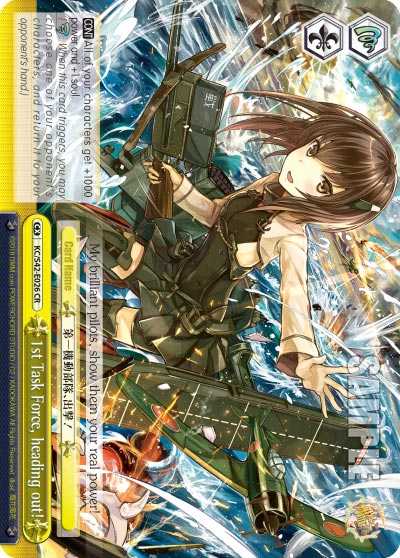 [CONT] All of your characters get +1000
power and +1 soul.
(When this card triggers, you may
choose one of your opponent's
characters, and return it to your
opponent's hand)
My brilliant pilots, show them your real power!
Card Name
第一機動部隊、出撃!
KC/S42-E026 CR
1st Task Force, heading out!
SAMPLE